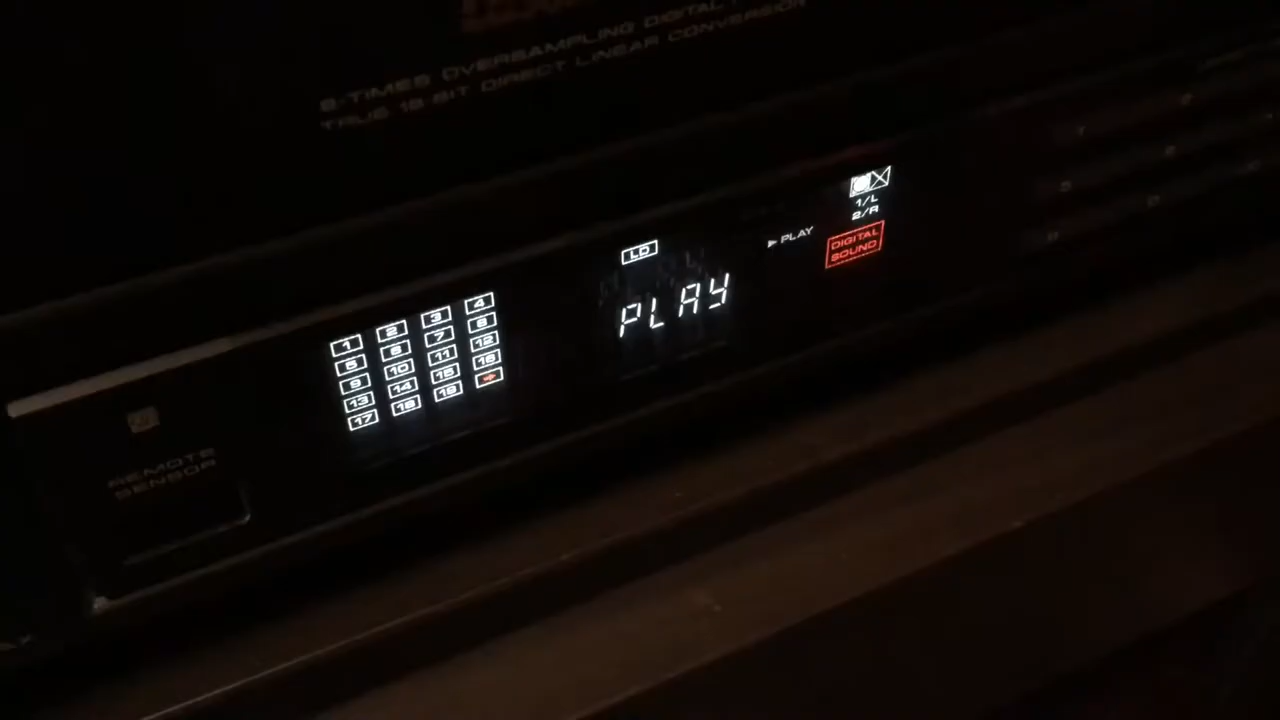 8-TIMES OVERSAMPLING DIGITAL
TRUE 18 BIT DIRECT LINEAR CONVERSION
1/L
2/R
LD
▶ PLAY
DIGITAL
SOUND
PLAY
1 2 3 4
5 6 7 8
9 10 11 12
13 14 15 16
17 18 19
REMOTE
SENSOR